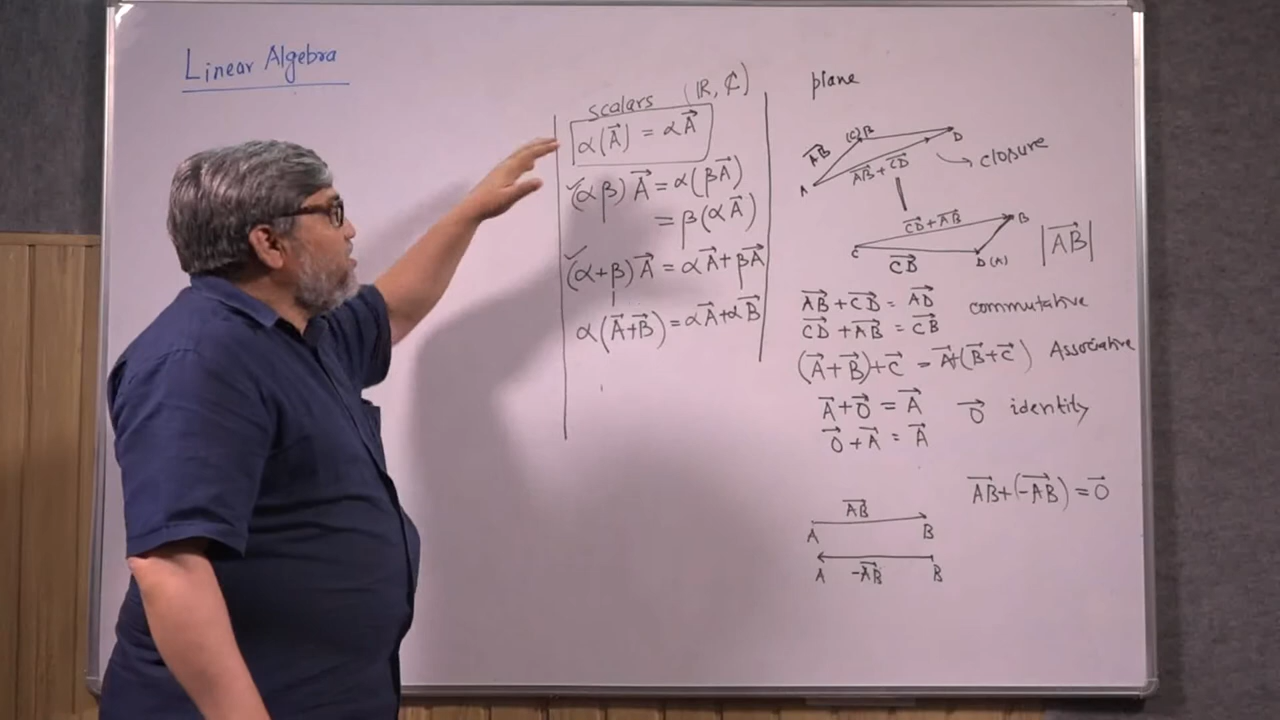 Linear Algebra
scalars (ℝ, ₵)
α(A⃗) = αA⃗
✓(αβ) A⃗ = α(βA⃗)
= β(αA⃗)
✓(α+β) A⃗ = αA⃗ + βA⃗
α(A⃗+B⃗) = αA⃗+αB⃗
plane
(C)B D
AB⃗
AB⃗ + CD⃗
A
closure
CD⃗ + AB⃗ B
C D(A)
CD⃗
|AB⃗|
AB⃗ + CD⃗ = AD⃗ commutative
CD⃗ + AB⃗ = CB⃗
(A⃗+B⃗)+C⃗ = A⃗+(B⃗+C⃗) Associative
A⃗+0⃗ = A⃗ 0⃗ identity
0⃗+A⃗ = A⃗
AB⃗+(-AB⃗) = 0⃗
AB⃗
A B
A -AB⃗ B